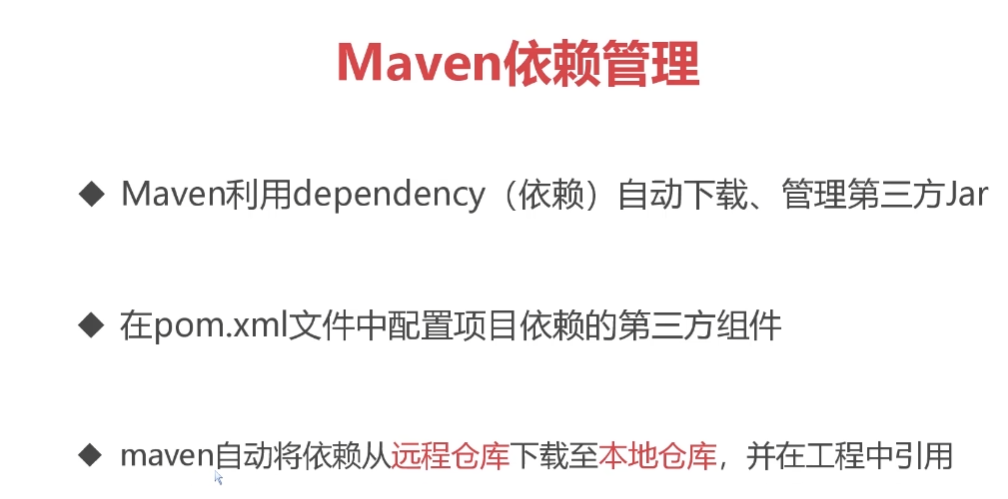 Maven依赖管理
◆ Maven利用dependency（依赖）自动下载、管理第三方Jar
◆ 在pom.xml文件中配置项目依赖的第三方组件
◆ maven自动将依赖从远程仓库下载至本地仓库，并在工程中引用